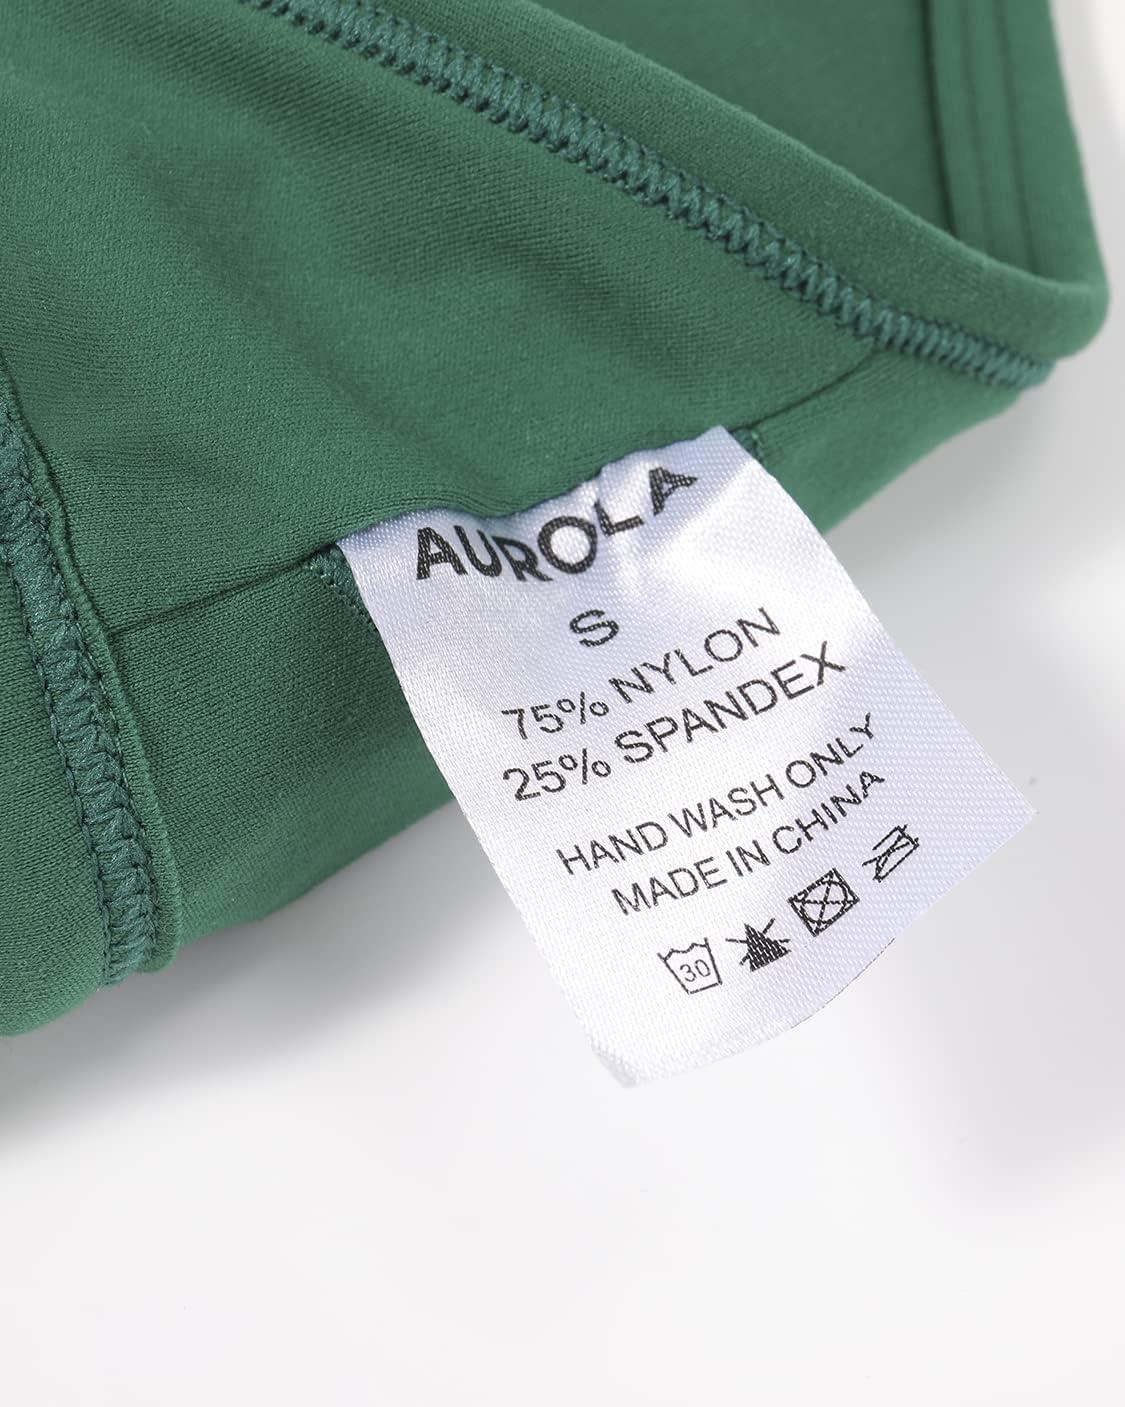 AUROLA
S
75% NYLON
25% SPANDEX
HAND WASH ONLY
MADE IN CHINA
30